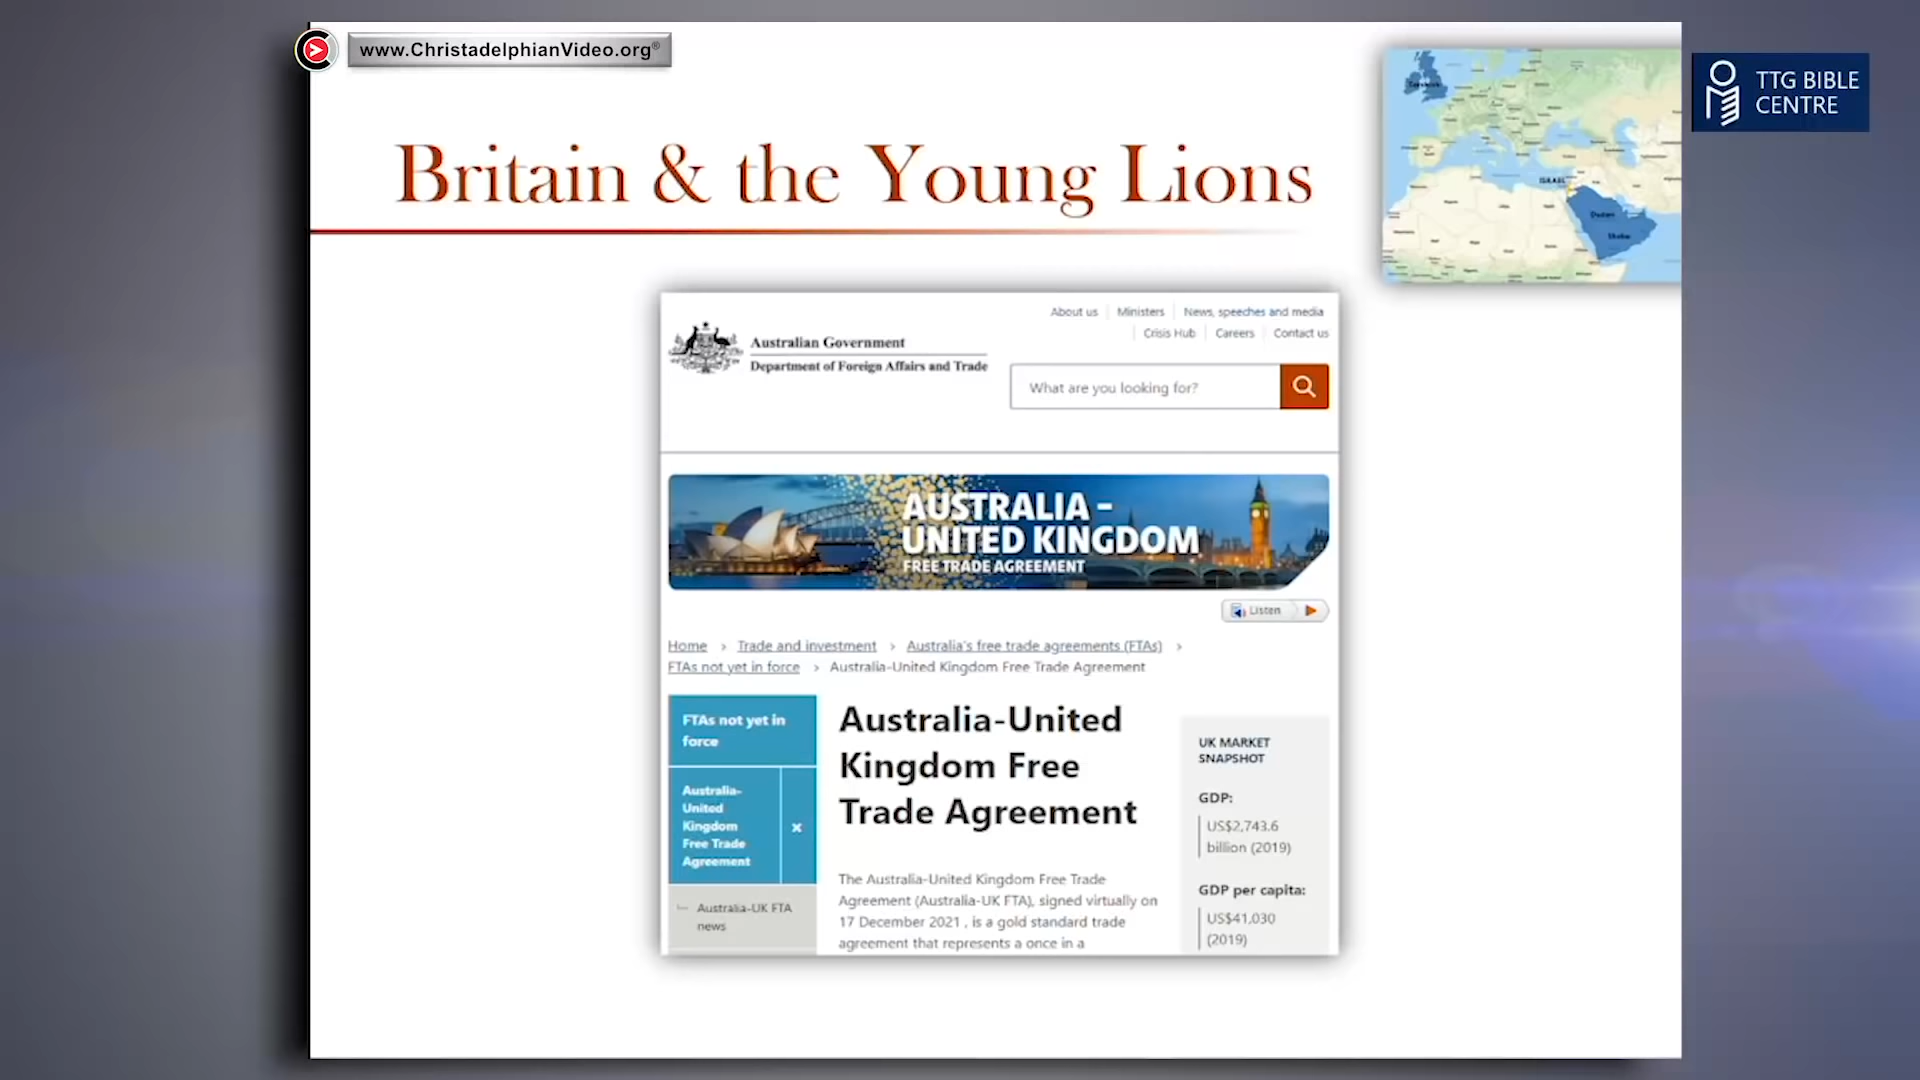 www.ChristadelphianVideo.org®
TTG BIBLE
CENTRE
Britain & the Young Lions
ISRAEL
Dedan
Sheba
About us
Ministers
News, speeches and media
Crisis Hub
Careers
Contact us
Australian Government
Department of Foreign Affairs and Trade
What are you looking for?
AUSTRALIA –
UNITED KINGDOM
FREE TRADE AGREEMENT
Listen
Home > Trade and investment > Australia's free trade agreements (FTAs) >
FTAs not yet in force > Australia-United Kingdom Free Trade Agreement
FTAs not yet in
force
Australia-
United
Kingdom
Free Trade
Agreement
Australia-UK FTA
news
Australia-United
Kingdom Free
Trade Agreement
The Australia-United Kingdom Free Trade
Agreement (Australia-UK FTA), signed virtually on
17 December 2021 , is a gold standard trade
agreement that represents a once in a
UK MARKET
SNAPSHOT
GDP:
US$2,743.6
billion (2019)
GDP per capita:
US$41,030
(2019)